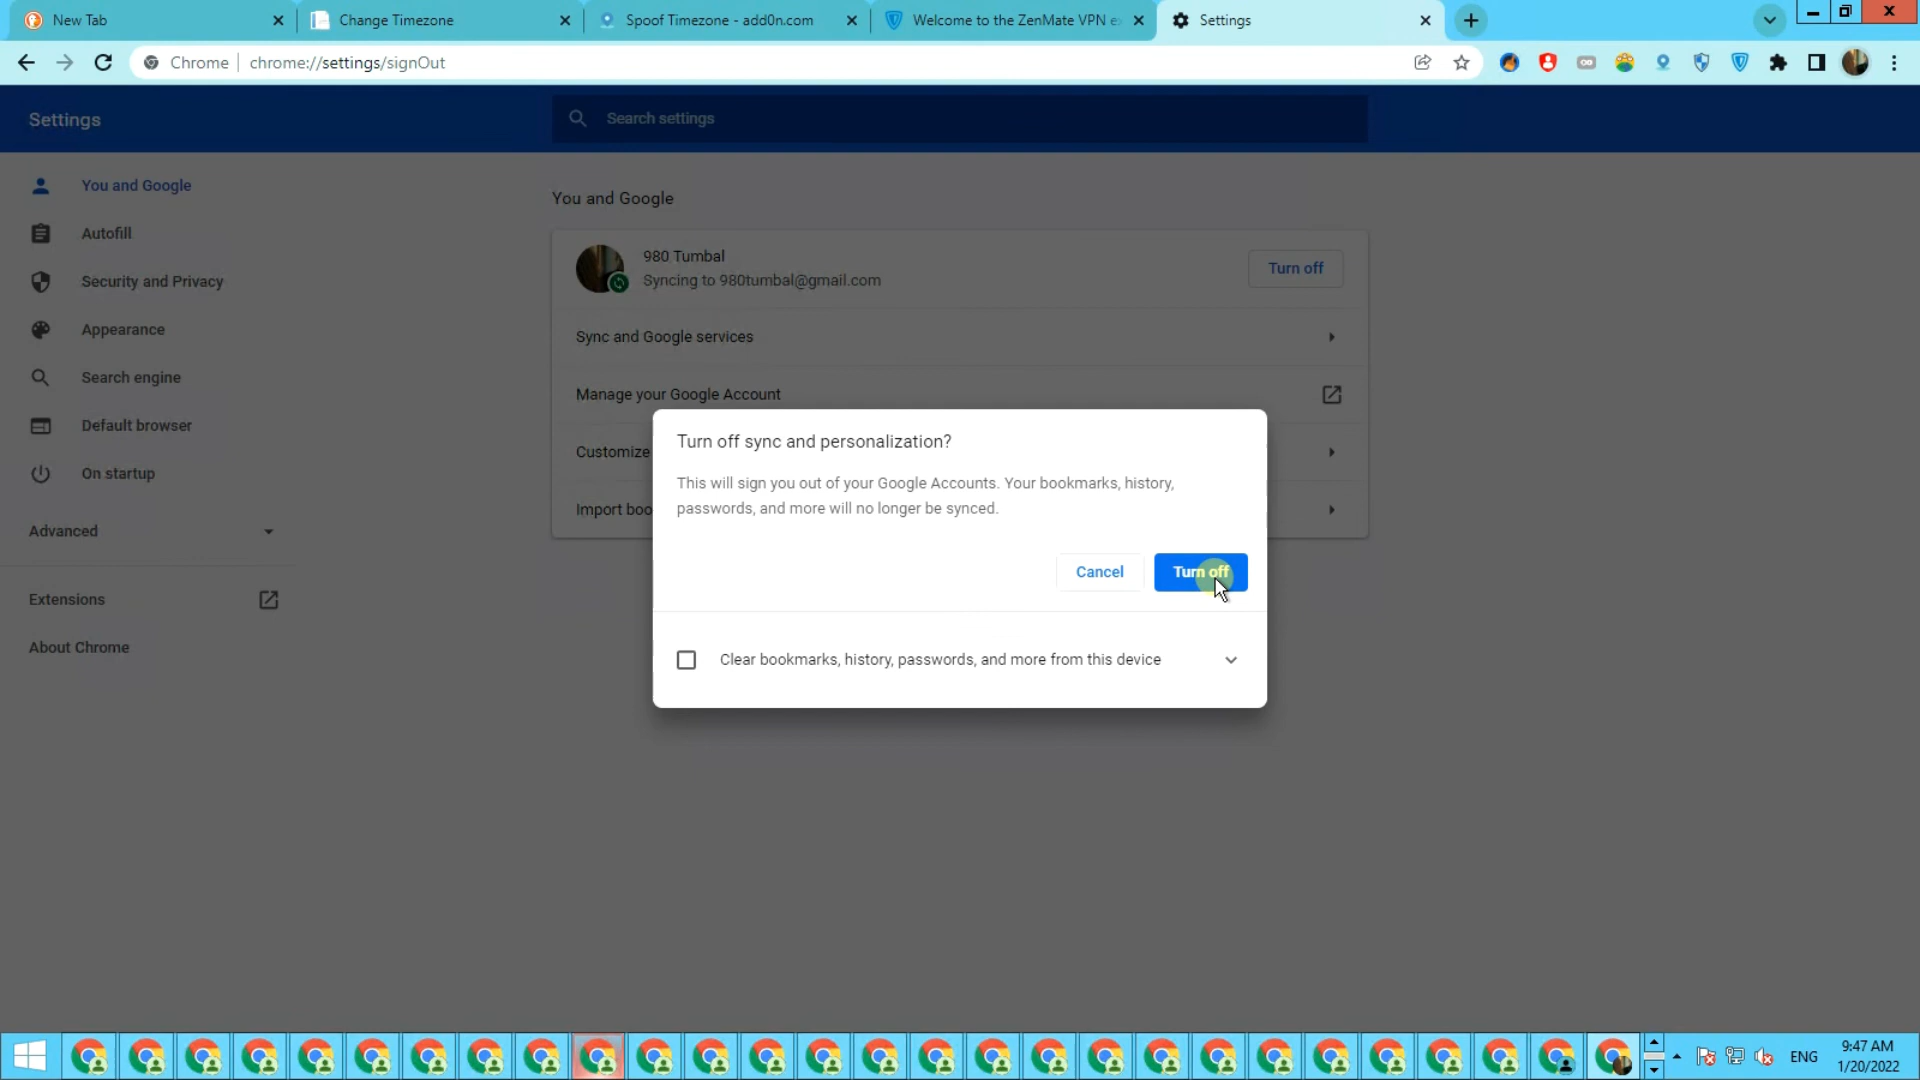 New Tab
Change Timezone
Spoof Timezone - add0n.com
Welcome to the ZenMate VPN e
Settings
Chrome
chrome://settings/signOut
Settings
Search settings
You and Google
Autofill
Security and Privacy
Appearance
Search engine
Default browser
On startup
Advanced
Extensions
About Chrome
You and Google
980 Tumbal
Syncing to 980tumbal@gmail.com
Turn off
Sync and Google services
Manage your Google Account
Customize
Import boo
Turn off sync and personalization?
This will sign you out of your Google Accounts. Your bookmarks, history,
passwords, and more will no longer be synced.
Cancel
Turn off
Clear bookmarks, history, passwords, and more from this device
ENG
9:47 AM
1/20/2022